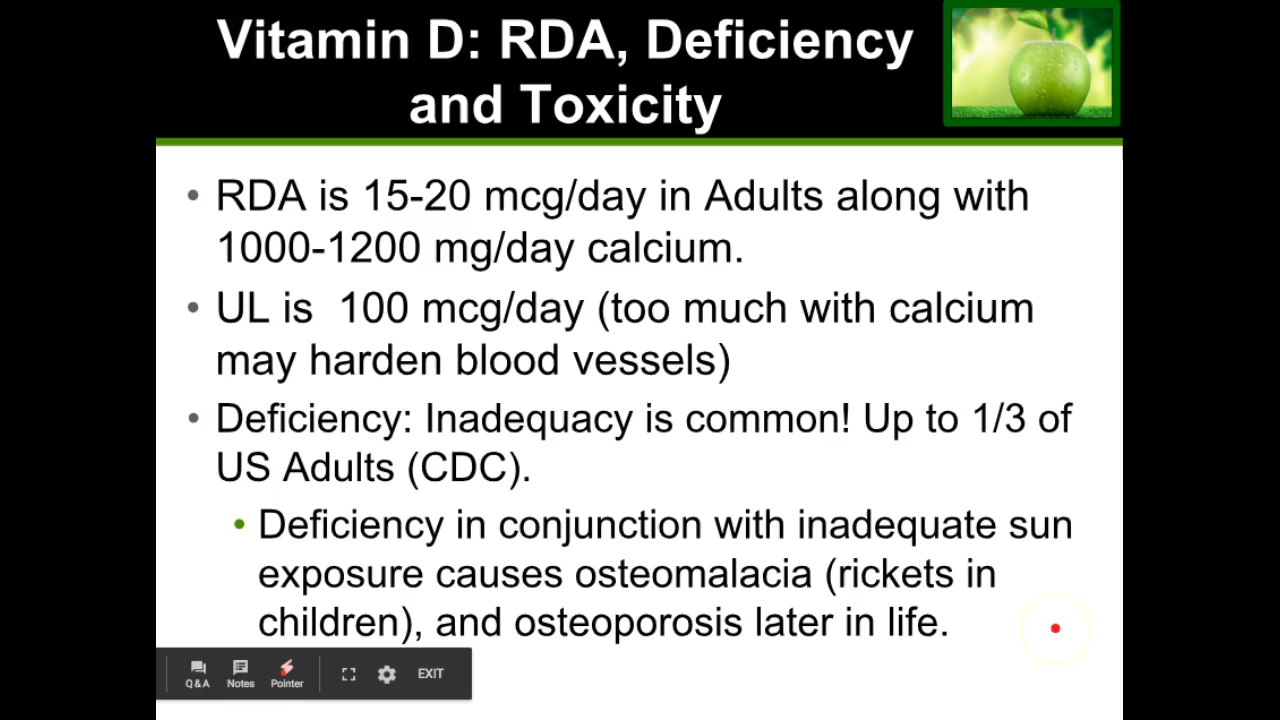 Vitamin D: RDA, Deficiency
and Toxicity
• RDA is 15-20 mcg/day in Adults along with
1000-1200 mg/day calcium.
• UL is  100 mcg/day (too much with calcium
may harden blood vessels)
• Deficiency: Inadequacy is common! Up to 1/3 of
US Adults (CDC).
• Deficiency in conjunction with inadequate sun
exposure causes osteomalacia (rickets in
children), and osteoporosis later in life.
Q&A Notes Pointer EXIT